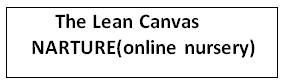 The Lean Canvas
NARTURE(online nursery)